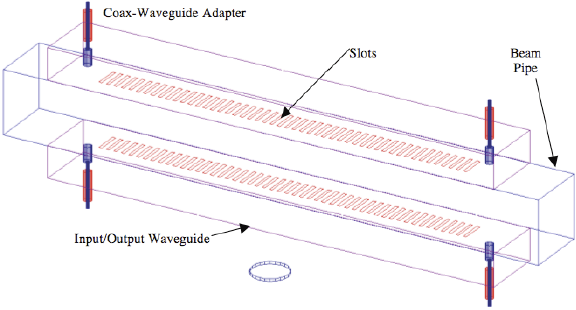 Coax-Waveguide Adapter
Slots
Beam
Pipe
Input/Output Waveguide